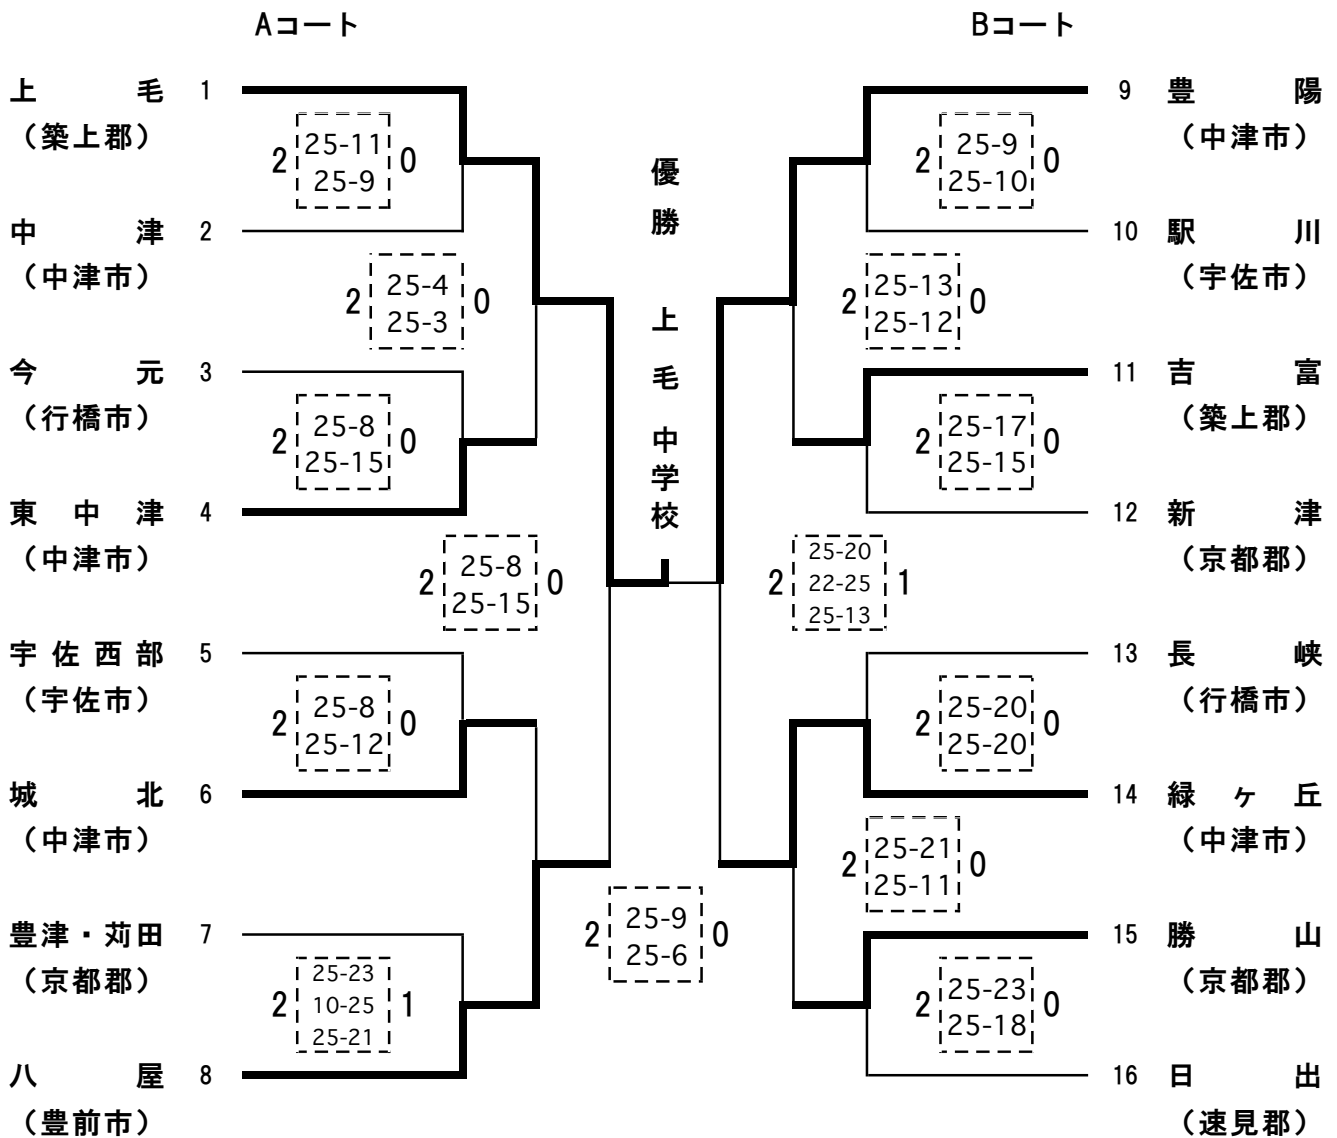 Aコート
Bコート
上毛 1
（築上郡）
2 25-11 0
25-9
中津 2
（中津市）
2 25-4 0
25-3
今元 3
（行橋市）
2 25-8 0
25-15
東中津 4
（中津市）
2 25-8 0
25-15
宇佐西部 5
（宇佐市）
2 25-8 0
25-12
城北 6
（中津市）
豊津・苅田 7
（京都郡）
2 25-23 1
10-25
25-21
八屋 8
（豊前市）
優勝 上毛中学校
2 25-9 0
25-6
9 豊陽
（中津市）
2 25-9 0
25-10
10 駅川
（宇佐市）
2 25-13 0
25-12
11 吉富
（築上郡）
2 25-17 0
25-15
12 新津
（京都郡）
2 25-20 1
22-25
25-13
13 長峡
（行橋市）
2 25-20 0
25-20
14 緑ヶ丘
（中津市）
2 25-21 0
25-11
15 勝山
（京都郡）
2 25-23 0
25-18
16 日出
（速見郡）